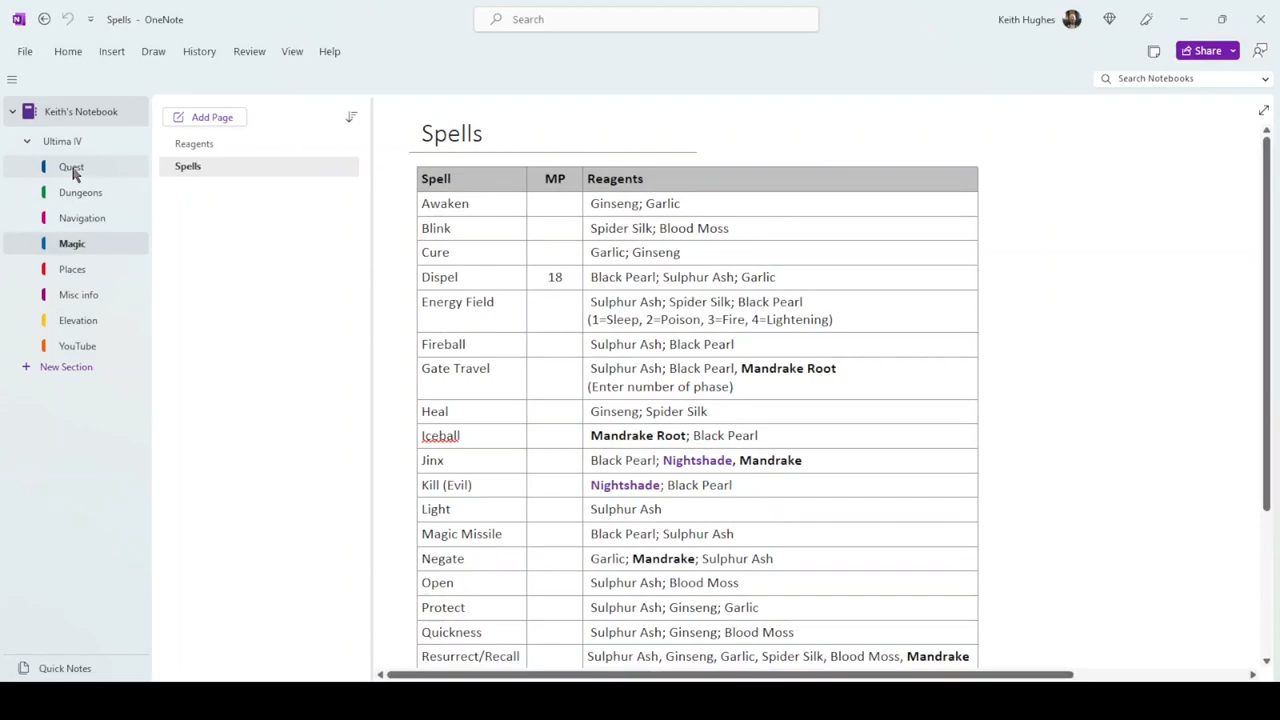 Spells - OneNote
Search
Keith Hughes
File Home Insert Draw History Review View Help
Share
Search Notebooks
Keith's Notebook
Ultima IV
Quest
Dungeons
Navigation
Magic
Places
Misc info
Elevation
YouTube
New Section
Quick Notes
Add Page
Reagents
Spells
Spells
Spell MP Reagents
Awaken Ginseng; Garlic
Blink Spider Silk; Blood Moss
Cure Garlic; Ginseng
Dispel 18 Black Pearl; Sulphur Ash; Garlic
Energy Field Sulphur Ash; Spider Silk; Black Pearl
(1=Sleep, 2=Poison, 3=Fire, 4=Lightening)
Fireball Sulphur Ash; Black Pearl
Gate Travel Sulphur Ash; Black Pearl, Mandrake Root
(Enter number of phase)
Heal Ginseng; Spider Silk
Iceball Mandrake Root; Black Pearl
Jinx Black Pearl; Nightshade, Mandrake
Kill (Evil) Nightshade; Black Pearl
Light Sulphur Ash
Magic Missile Black Pearl; Sulphur Ash
Negate Garlic; Mandrake; Sulphur Ash
Open Sulphur Ash; Blood Moss
Protect Sulphur Ash; Ginseng; Garlic
Quickness Sulphur Ash; Ginseng; Blood Moss
Resurrect/Recall Sulphur Ash, Ginseng, Garlic, Spider Silk, Blood Moss, Mandrake